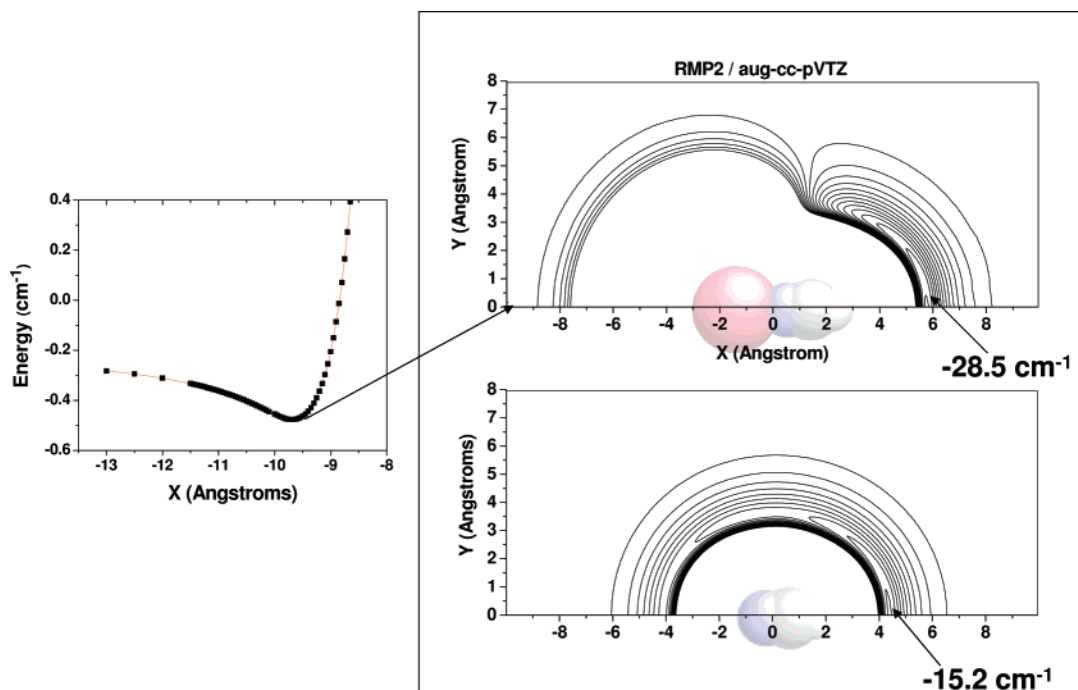 RMP2 / aug-cc-pVTZ
8
7
6
5
4
3
2
1
0
Y (Angstrom)
-8 -6 -4 -2 0 2 4 6 8
X (Angstrom)
-28.5 cm-1
0.4
0.2
0.0
-0.2
-0.4
-0.6
Energy (cm-1)
-13 -12 -11 -10 -9 -8
X (Angstroms)
8
7
6
5
4
3
2
1
0
Y (Angstroms)
-8 -6 -4 -2 0 2 4 6 8
-15.2 cm-1